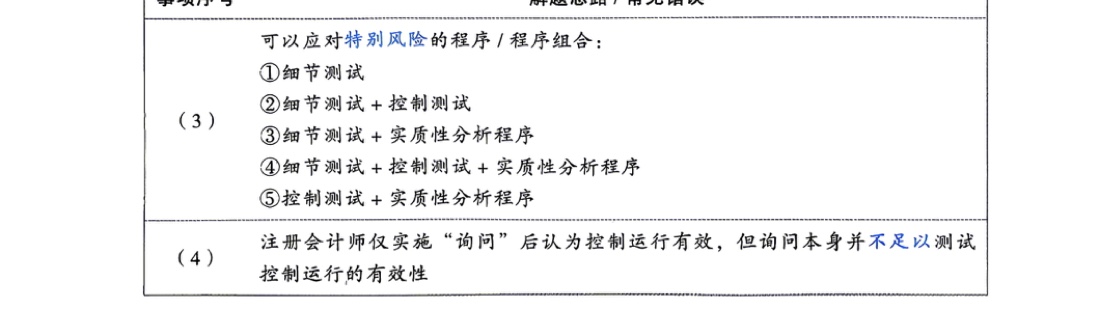 事项序号 解题思路 / 常见错误
可以应对特别风险的程序 / 程序组合：
①细节测试
②细节测试 + 控制测试
（3） ③细节测试 + 实质性分析程序
④细节测试 + 控制测试 + 实质性分析程序
⑤控制测试 + 实质性分析程序
注册会计师仅实施“询问”后认为控制运行有效，但询问本身并不足以测试
（4）
控制运行的有效性